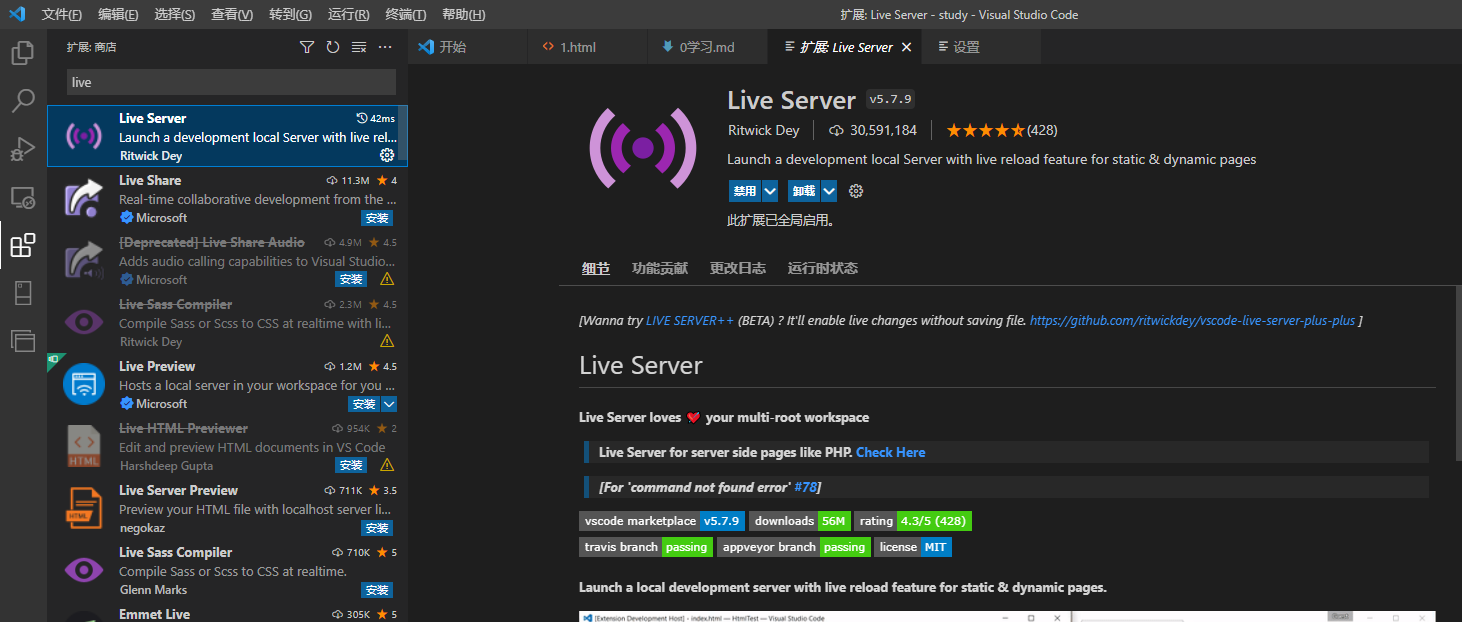 文件(F) 编辑(E) 选择(S) 查看(V) 转到(G) 运行(R) 终端(T) 帮助(H) 扩展: Live Server - study - Visual Studio Code
扩展: 商店
开始 1.html 0学习.md 扩展: Live Server 设置
live
Live Server 42ms
Launch a development local Server with live rel...
Ritwick Dey
Live Share 11.3M 4
Real-time collaborative development from the ...
Microsoft 安装
[Deprecated] Live Share Audio 4.9M 4.5
Adds audio calling capabilities to Visual Studio...
Microsoft 安装
Live Sass Compiler 2.3M 4.5
Compile Sass or Scss to CSS at realtime with li...
Ritwick Dey
Live Preview 1.2M 4.5
Hosts a local server in your workspace for you ...
Microsoft 安装
Live HTML Previewer 954K 2
Edit and preview HTML documents in VS Code
Harshdeep Gupta 安装
HTML
Live Server Preview 711K 3.5
Preview your HTML file with localhost server li...
negokaz 安装
HTML
Live Sass Compiler 710K 5
Compile Sass or Scss to CSS at realtime.
Glenn Marks 安装
Emmet Live 305K 5
Live Server v5.7.9
Ritwick Dey 30,591,184 (428)
Launch a development local Server with live reload feature for static & dynamic pages
禁用 卸载
此扩展已全局启用。
细节 功能贡献 更改日志 运行时状态
[Wanna try LIVE SERVER++ (BETA) ? It'll enable live changes without saving file. https://github.com/ritwickdey/vscode-live-server-plus-plus ]
Live Server
Live Server loves your multi-root workspace
Live Server for server side pages like PHP. Check Here
[For 'command not found error' #78]
vscode marketplace v5.7.9 downloads 56M rating 4.3/5 (428)
travis branch passing appveyor branch passing license MIT
Launch a local development server with live reload feature for static & dynamic pages.
[Extension Development Host] - index.html — HtmlTest — Visual Studio Code